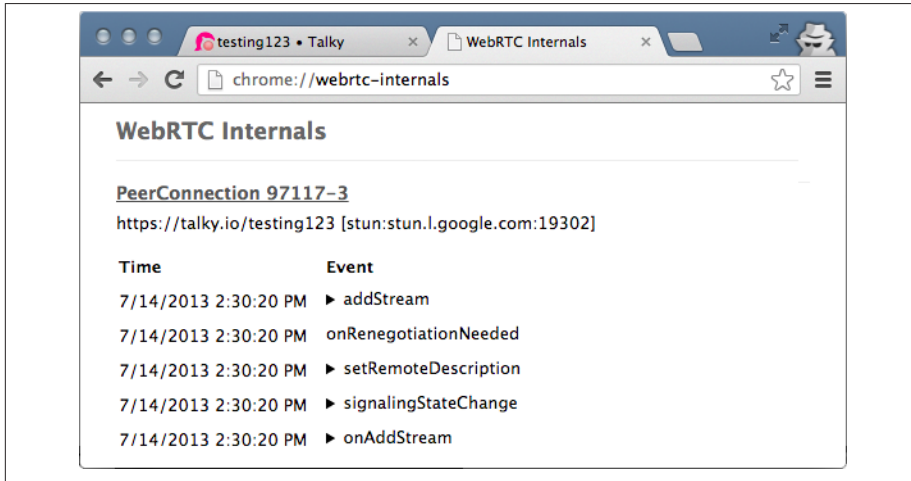 testing123 • Talky × WebRTC Internals ×
chrome://webrtc-internals
WebRTC Internals
PeerConnection 97117-3
https://talky.io/testing123 [stun:stun.l.google.com:19302]
Time Event
7/14/2013 2:30:20 PM ▶ addStream
7/14/2013 2:30:20 PM onRenegotiationNeeded
7/14/2013 2:30:20 PM ▶ setRemoteDescription
7/14/2013 2:30:20 PM ▶ signalingStateChange
7/14/2013 2:30:20 PM ▶ onAddStream